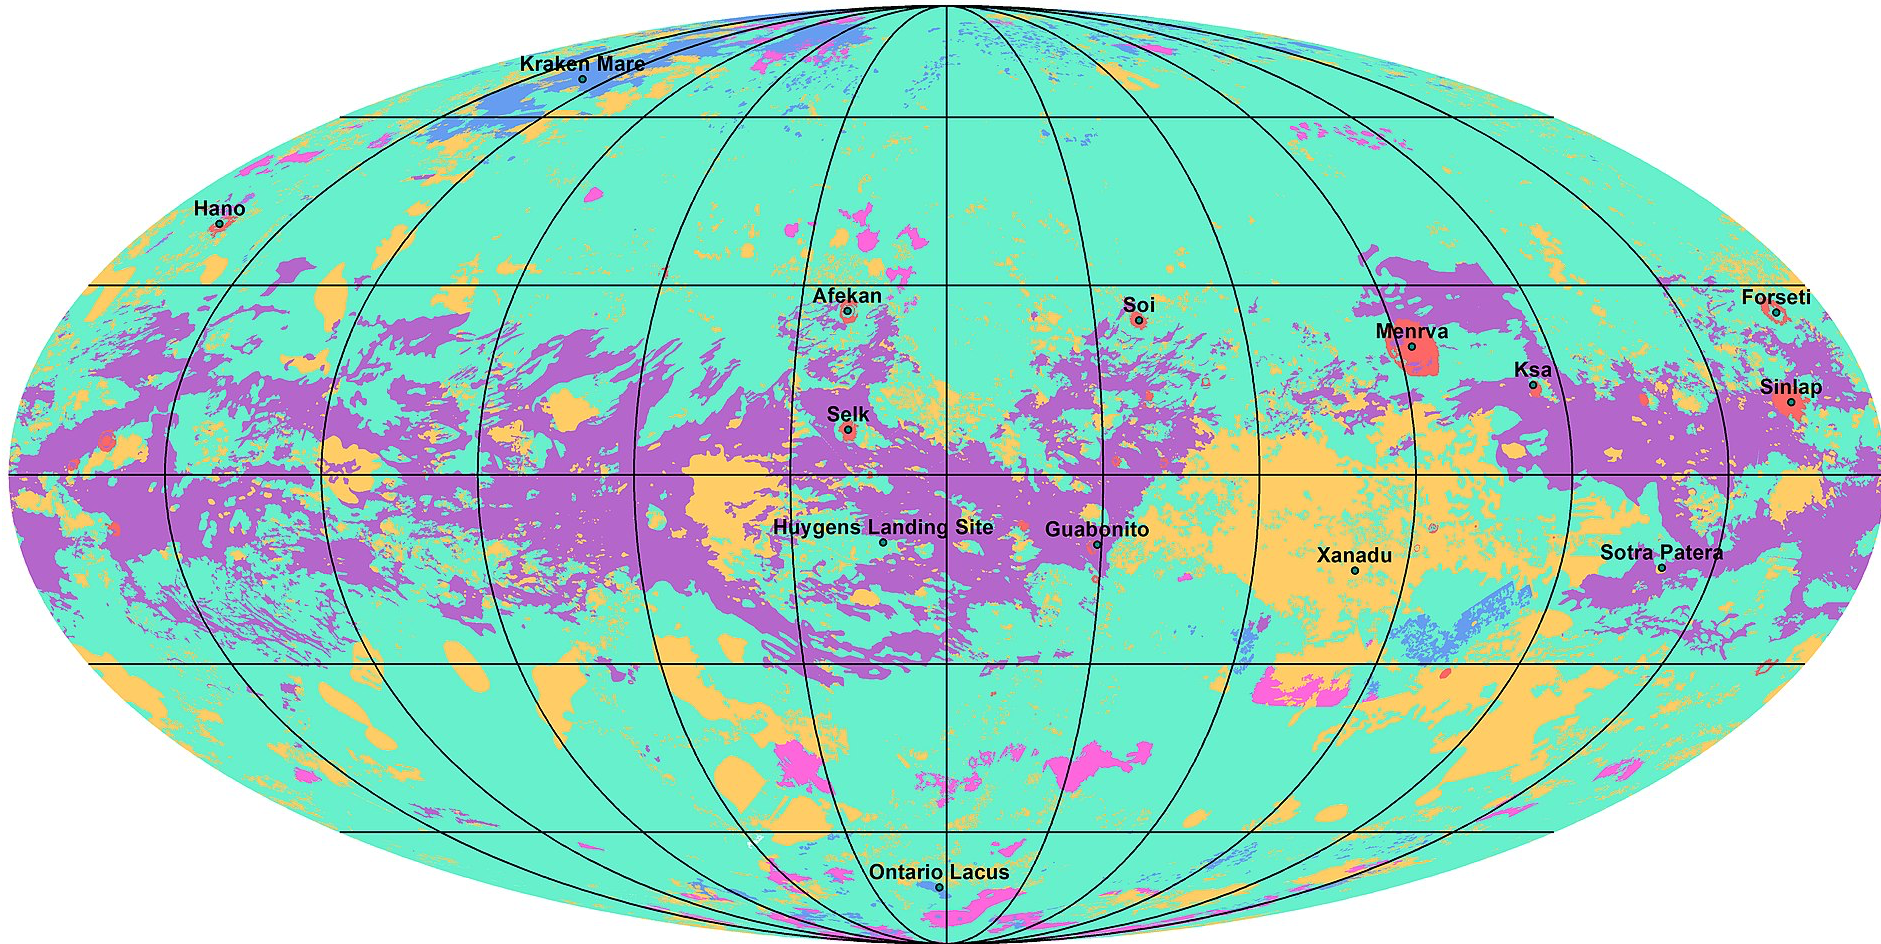 Kraken Mare
Hano
Afekan
Soi
Forseti
Menrva
Ksa
Sinlap
Selk
Huygens Landing Site
Guabonito
Xanadu
Sotra Patera
Ontario Lacus